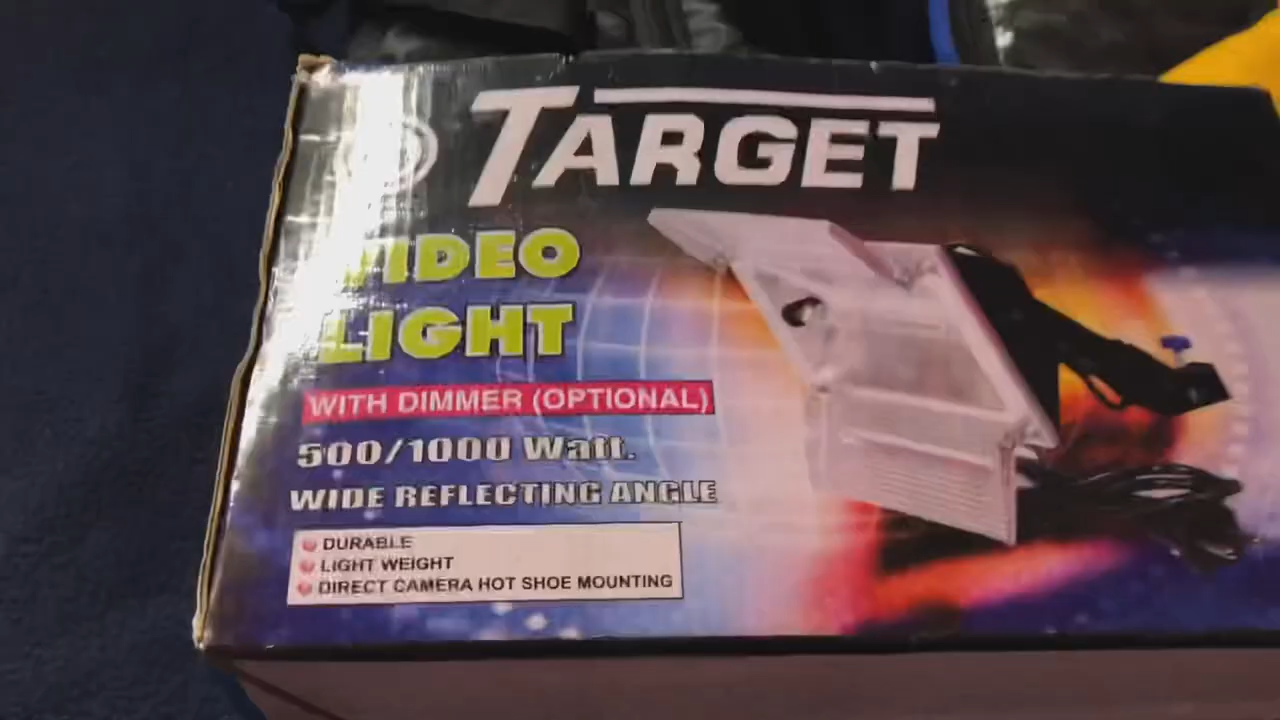 TARGET
VIDEO
LIGHT
WITH DIMMER (OPTIONAL)
500/1000 Watt.
WIDE REFLECTING ANGLE
DURABLE
LIGHT WEIGHT
DIRECT CAMERA HOT SHOE MOUNTING